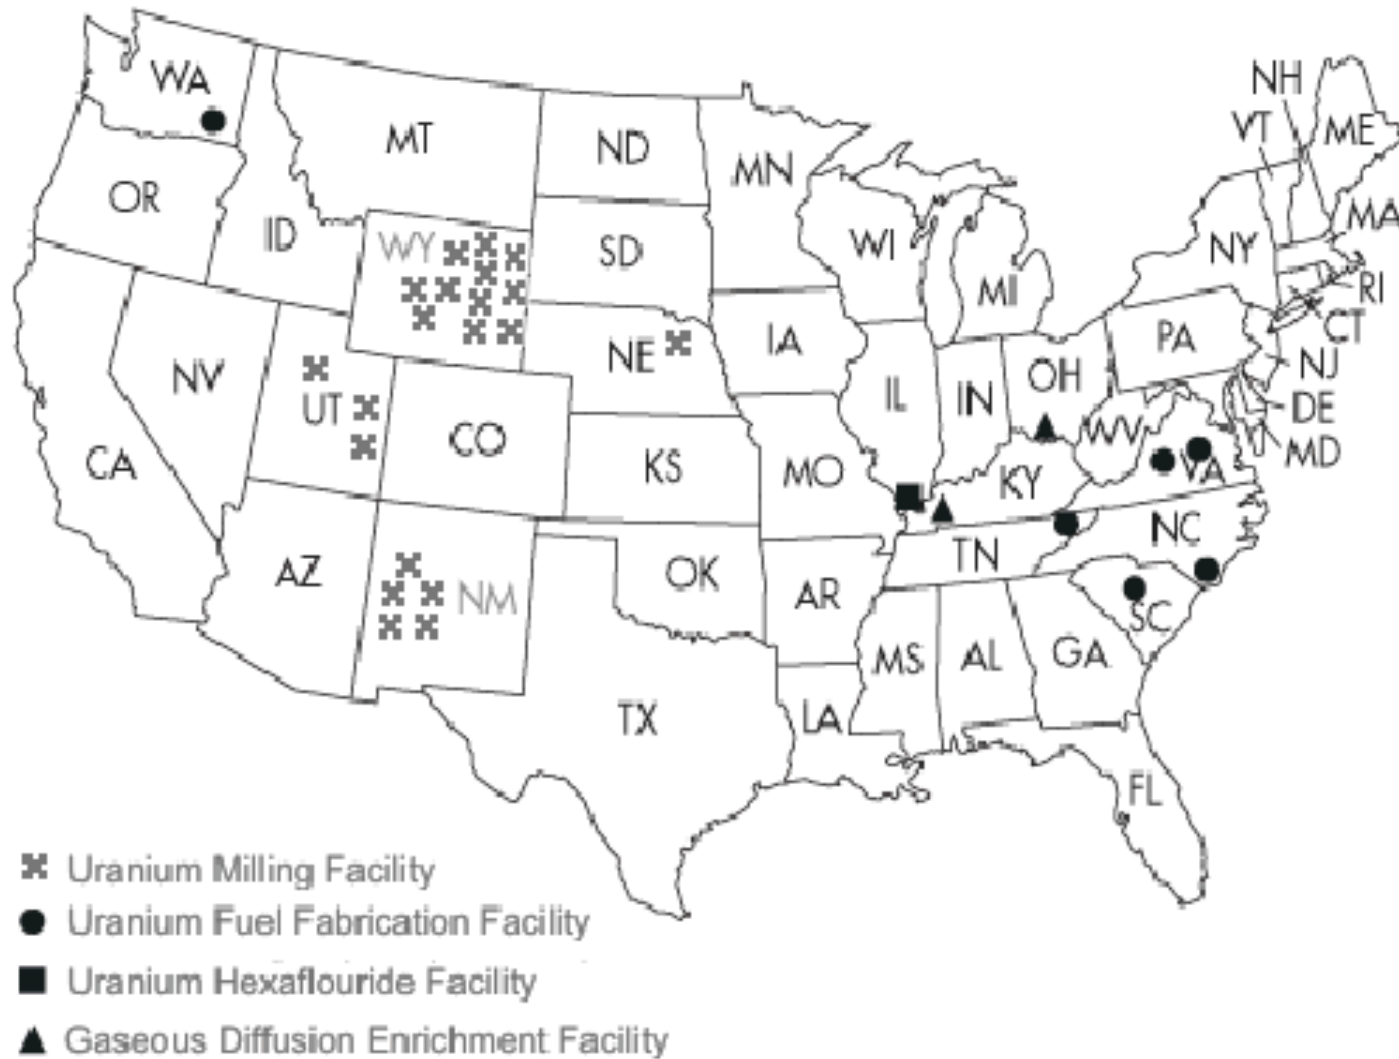 NH
WA
VT
ME
MT
ND
MN
OR
MA
ID
WY
SD
WI
NY
MI
RI
CT
IA
PA
NE
NJ
NV
OH
UT
IL
IN
DE
WV
CO
MD
CA
KS
MO
KY
VA
NC
TN
AZ
OK
NM
AR
SC
MS
AL
GA
TX
LA
FL
Uranium Milling Facility
Uranium Fuel Fabrication Facility
Uranium Hexaflouride Facility
Gaseous Diffusion Enrichment Facility